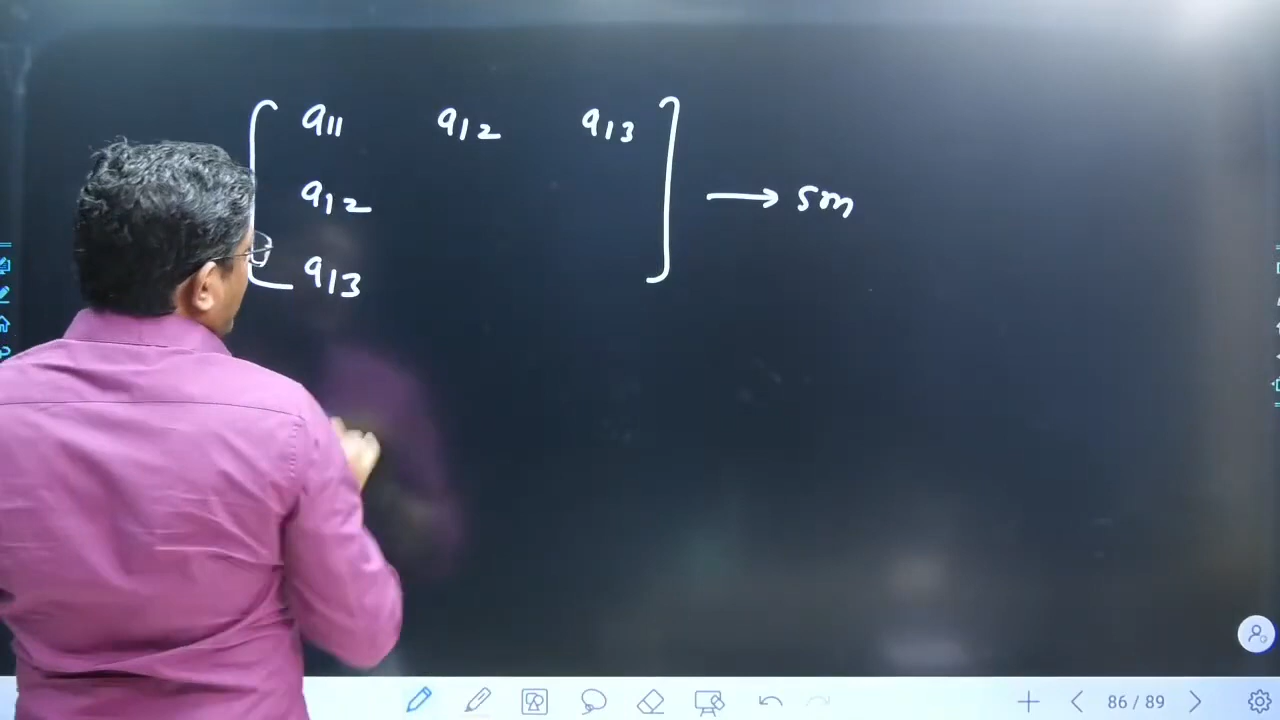 a11 a12 a13
a12 → sm
a13
86 / 89